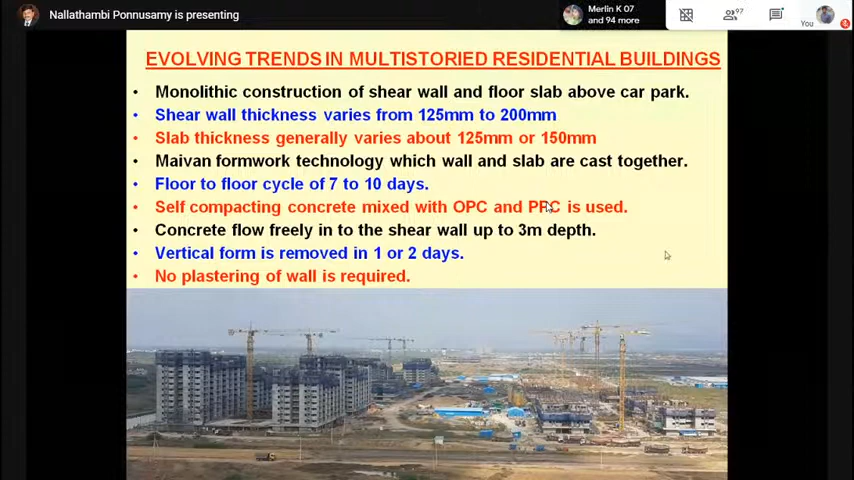 Nallathambi Ponnusamy is presenting
Merlin K 07
and 94 more
97
You
EVOLVING TRENDS IN MULTISTORIED RESIDENTIAL BUILDINGS
• Monolithic construction of shear wall and floor slab above car park.
• Shear wall thickness varies from 125mm to 200mm
• Slab thickness generally varies about 125mm or 150mm
• Maivan formwork technology which wall and slab are cast together.
• Floor to floor cycle of 7 to 10 days.
• Self compacting concrete mixed with OPC and PPC is used.
• Concrete flow freely in to the shear wall up to 3m depth.
• Vertical form is removed in 1 or 2 days.
• No plastering of wall is required.